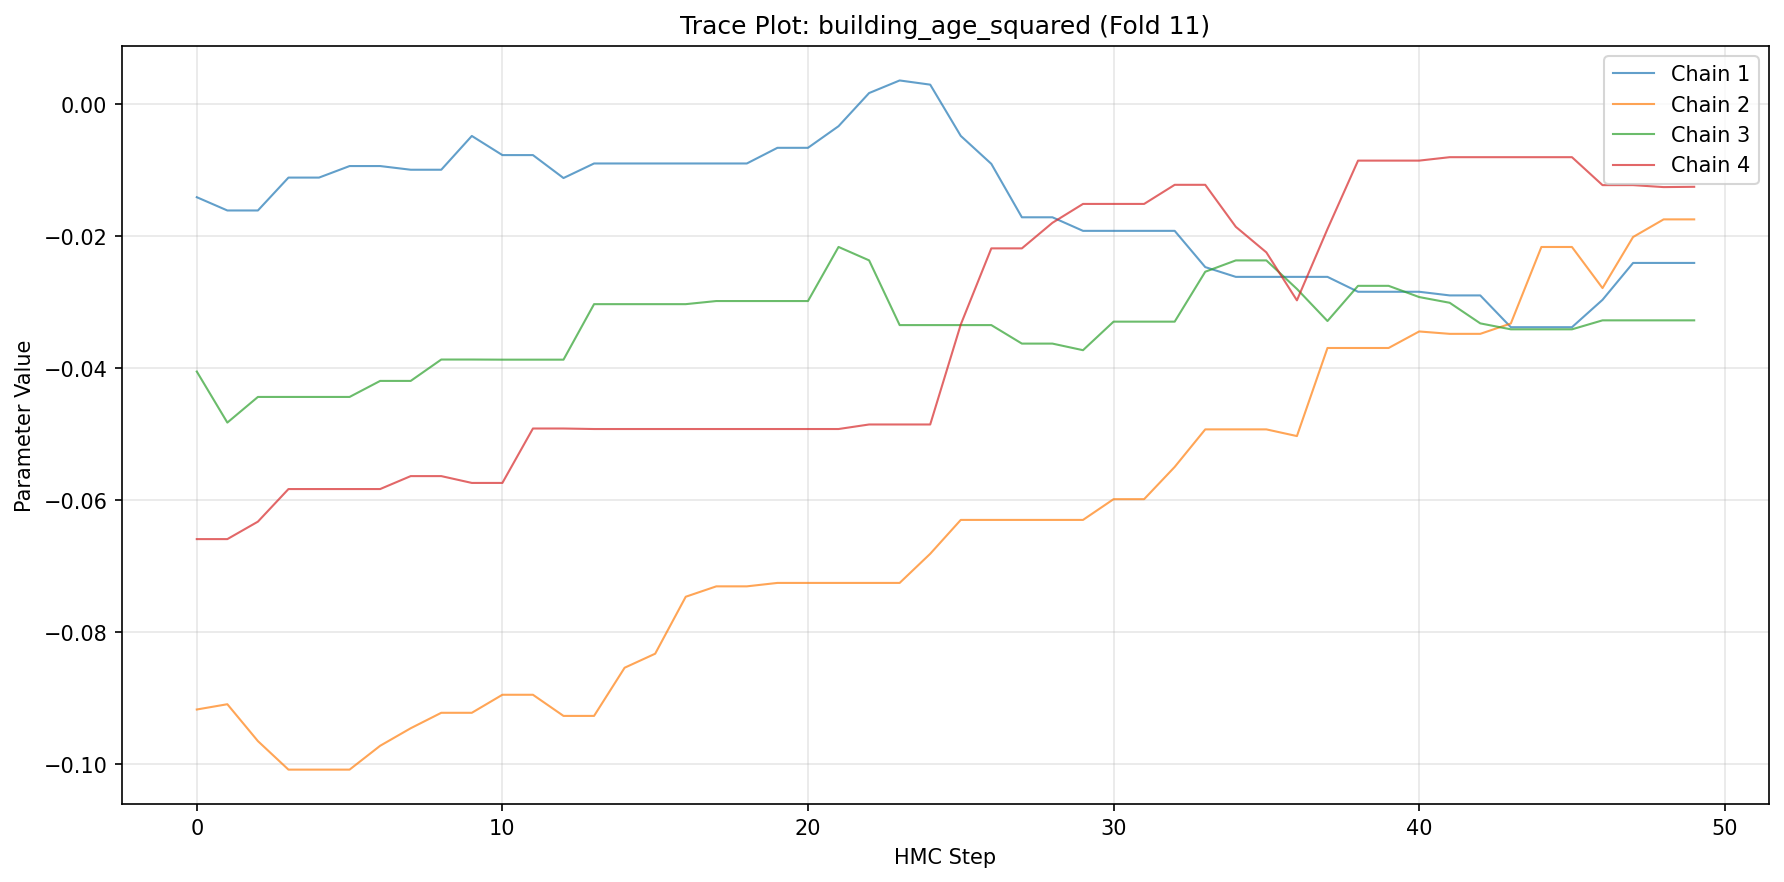 Trace Plot: building_age_squared (Fold 11)
Chain 1
Chain 2
Chain 3
Chain 4
Parameter Value
0.00
−0.02
−0.04
−0.06
−0.08
−0.10
0 10 20 30 40 50
HMC Step